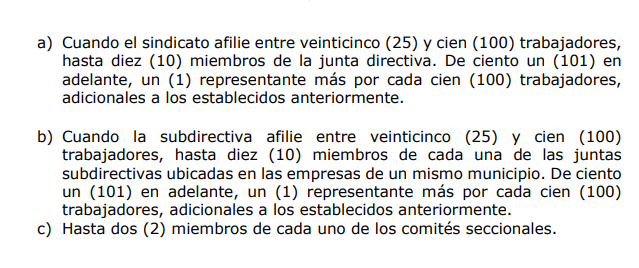 a) Cuando el sindicato afilie entre veinticinco (25) y cien (100) trabajadores,
hasta diez (10) miembros de la junta directiva. De ciento un (101) en
adelante, un (1) representante más por cada cien (100) trabajadores,
adicionales a los establecidos anteriormente.
b) Cuando la subdirectiva afilie entre veinticinco (25) y cien (100)
trabajadores, hasta diez (10) miembros de cada una de las juntas
subdirectivas ubicadas en las empresas de un mismo municipio. De ciento
un (101) en adelante, un (1) representante más por cada cien (100)
trabajadores, adicionales a los establecidos anteriormente.
c) Hasta dos (2) miembros de cada uno de los comités seccionales.